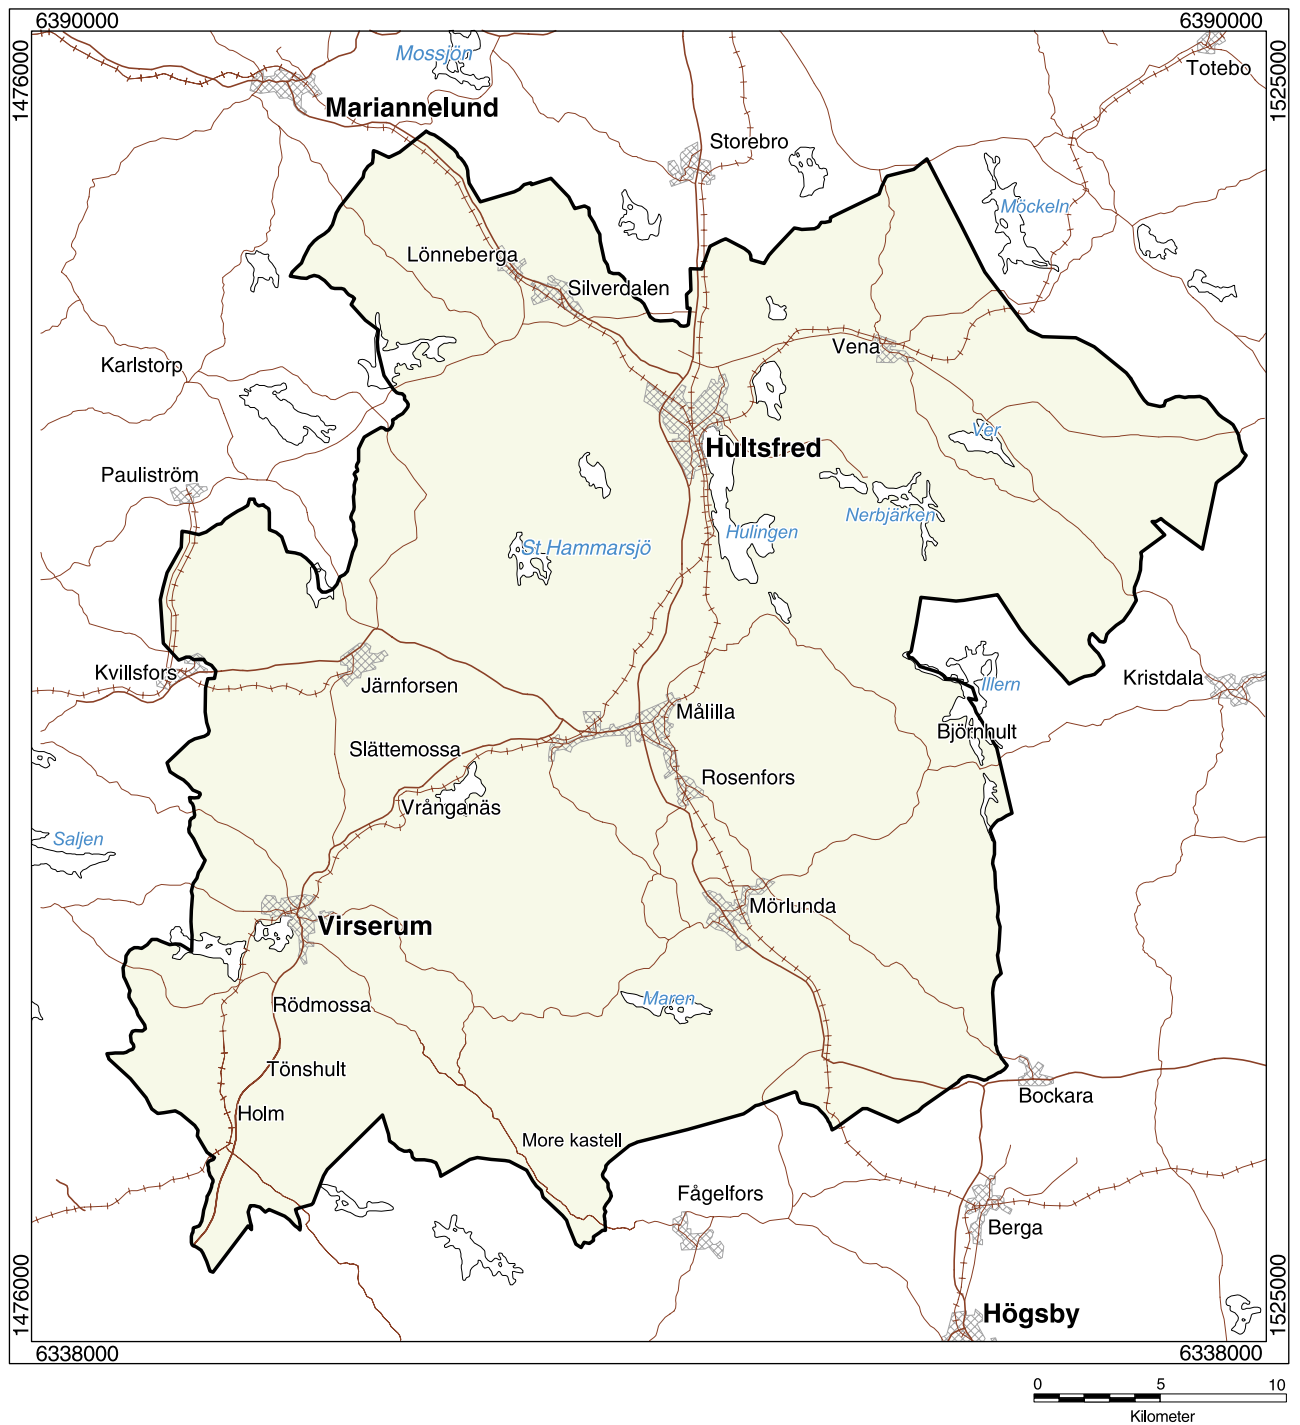 6390000
6390000
1476000
1525000
Mossjön
Totebo
Mariannelund
Storebro
Möckeln
Lönneberga
Silverdalen
Vena
Karlstorp
Ver
Hultsfred
Pauliström
Nerbjärken
Hulingen
St.Hammarsjö
Kvillsfors
Järnforsen
Illern
Kristdala
Målilla
Björnhult
Slättemossa
Rosenfors
Vrånganäs
Saljen
Mörlunda
Virserum
Maren
Rödmossa
Tönshult
Bockara
Holm
More kastell
Fågelfors
Berga
Högsby
1476000
1525000
6338000
6338000
0 5 10
Kilometer